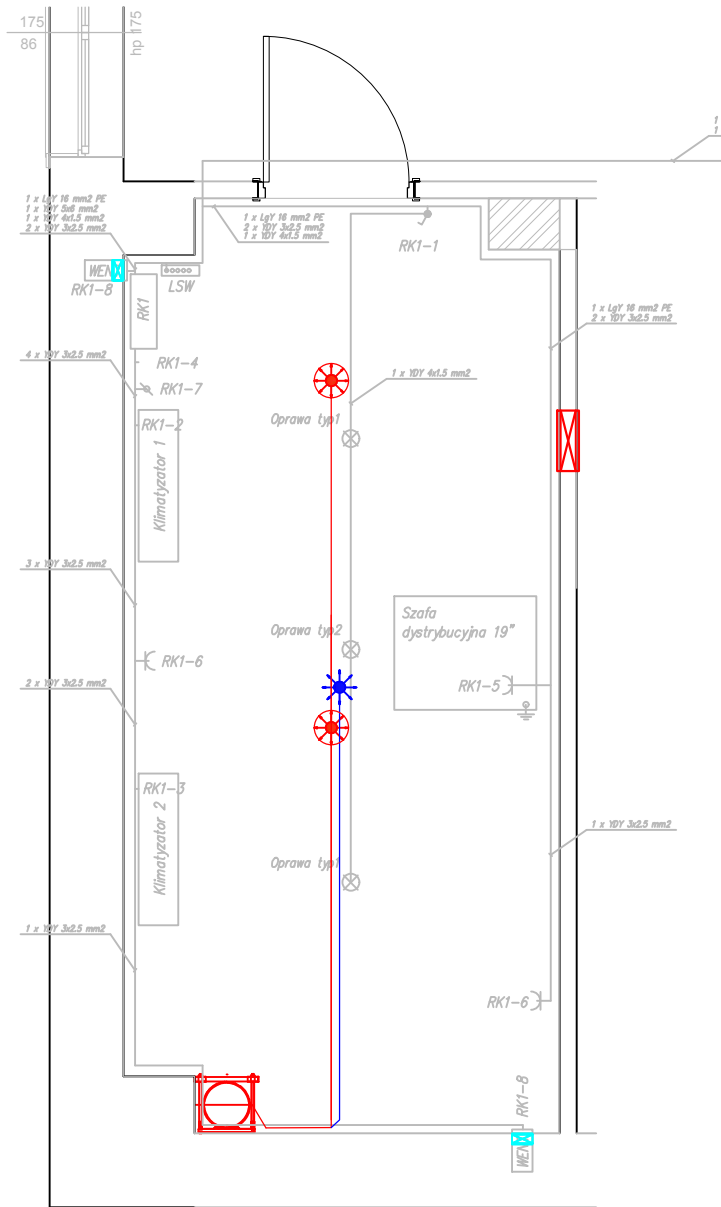 175
86
hp 175
1
1
1 x LgY 16 mm2 PE
1 x YDY 5x6 mm2
1 x YDY 4x1.5 mm2
2 x YDY 3x2.5 mm2
1 x LgY 16 mm2 PE
2 x YDY 3x2.5 mm2
1 x YDY 4x1.5 mm2
RK1-1
WEN
RK1-8
LSW
RK1
1 x LgY 16 mm2 PE
2 x YDY 3x2.5 mm2
4 x YDY 3x2.5 mm2
RK1-4
RK1-7
1 x YDY 4x1.5 mm2
RK1-2
Klimatyzator 1
Oprawa typ1
3 x YDY 3x2.5 mm2
Szafa
dystrybucyjna 19"
Oprawa typ2
RK1-6
2 x YDY 3x2.5 mm2
RK1-5
RK1-3
Klimatyzator 2
1 x YDY 3x2.5 mm2
Oprawa typ1
1 x YDY 3x2.5 mm2
RK1-6
RK1-8
WEN